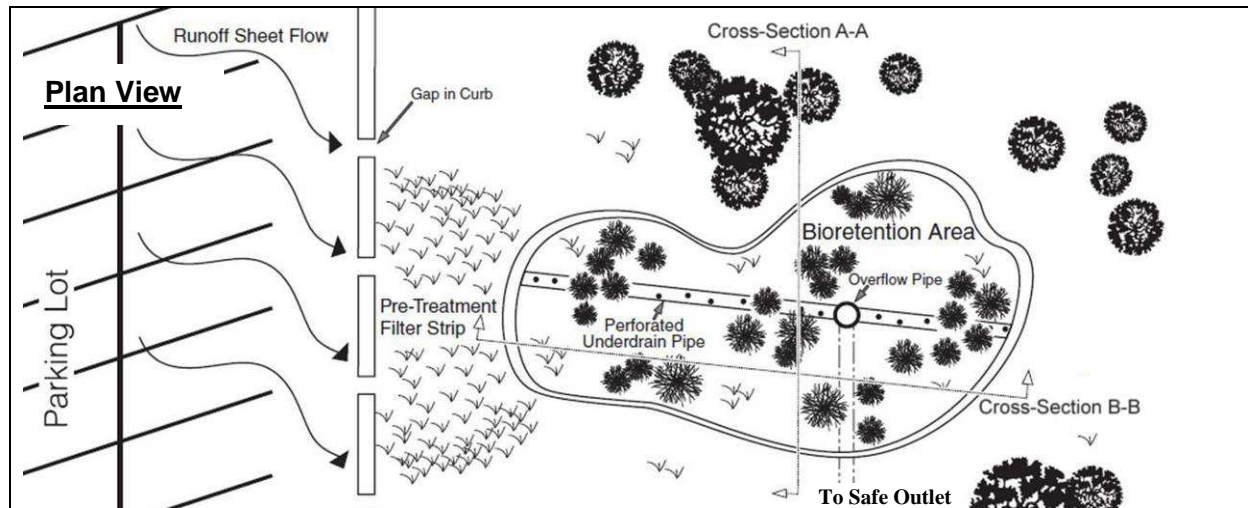 Runoff Sheet Flow
Plan View
Gap in Curb
Parking Lot
Cross-Section A-A
Bioretention Area
Overflow Pipe
Pre-Treatment
Filter Strip
Perforated
Underdrain Pipe
Cross-Section B-B
To Safe Outlet